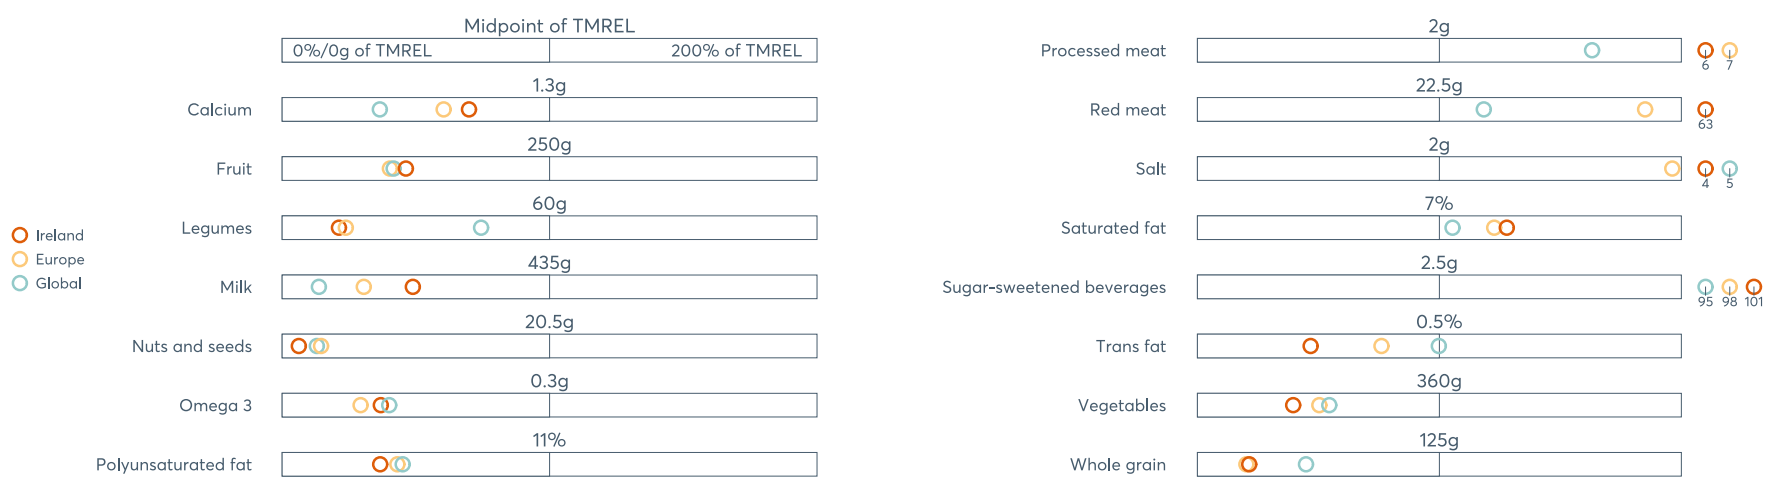 Midpoint of TMREL
0%/0g of TMREL 200% of TMREL
1.3g
Calcium
250g
Fruit
60g
Legumes
435g
Milk
20.5g
Nuts and seeds
0.3g
Omega 3
11%
Polyunsaturated fat
Ireland
Europe
Global
2g
Processed meat
6 7
22.5g
Red meat
63
2g
Salt
4 5
7%
Saturated fat
2.5g
Sugar-sweetened beverages
95 98 101
0.5%
Trans fat
360g
Vegetables
125g
Whole grain